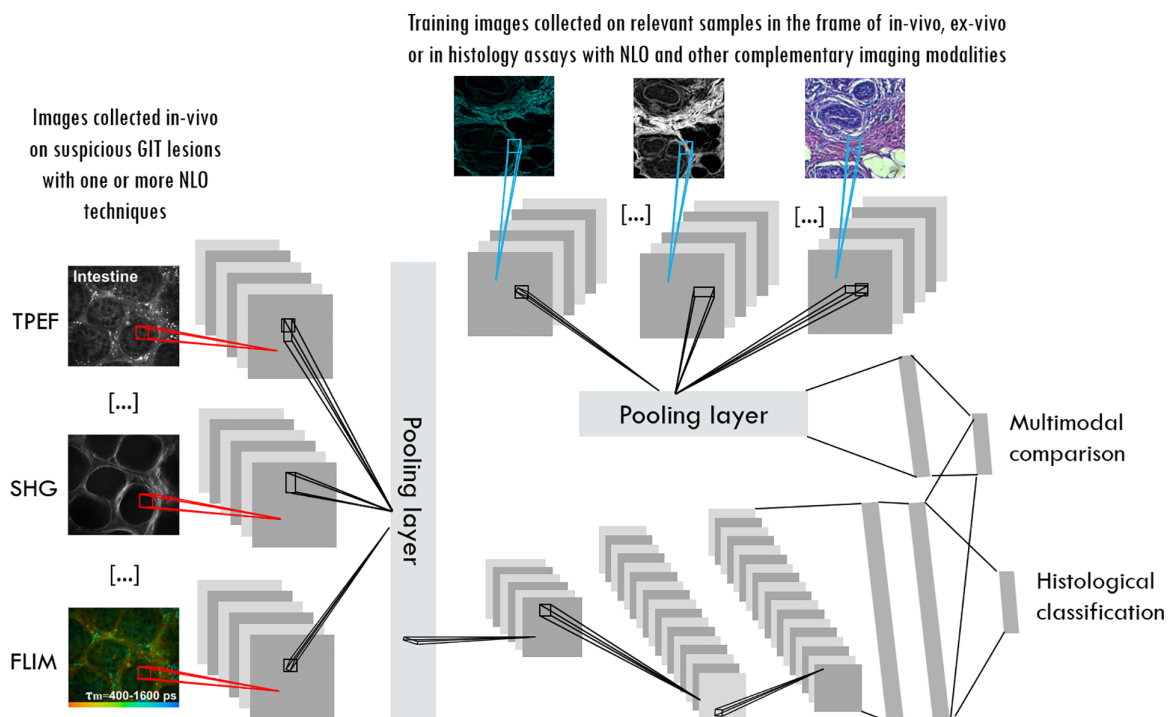 Training images collected on relevant samples in the frame of in-vivo, ex-vivo
or in histology assays with NLO and other complementary imaging modalities
Images collected in-vivo
on suspicious GIT lesions
with one or more NLO
techniques
[...]
[...]
Intestine
TPEF
[...]
SHG
[...]
FLIM
τm=400-1600 ps
Pooling layer
Pooling layer
Multimodal
comparison
Histological
classification